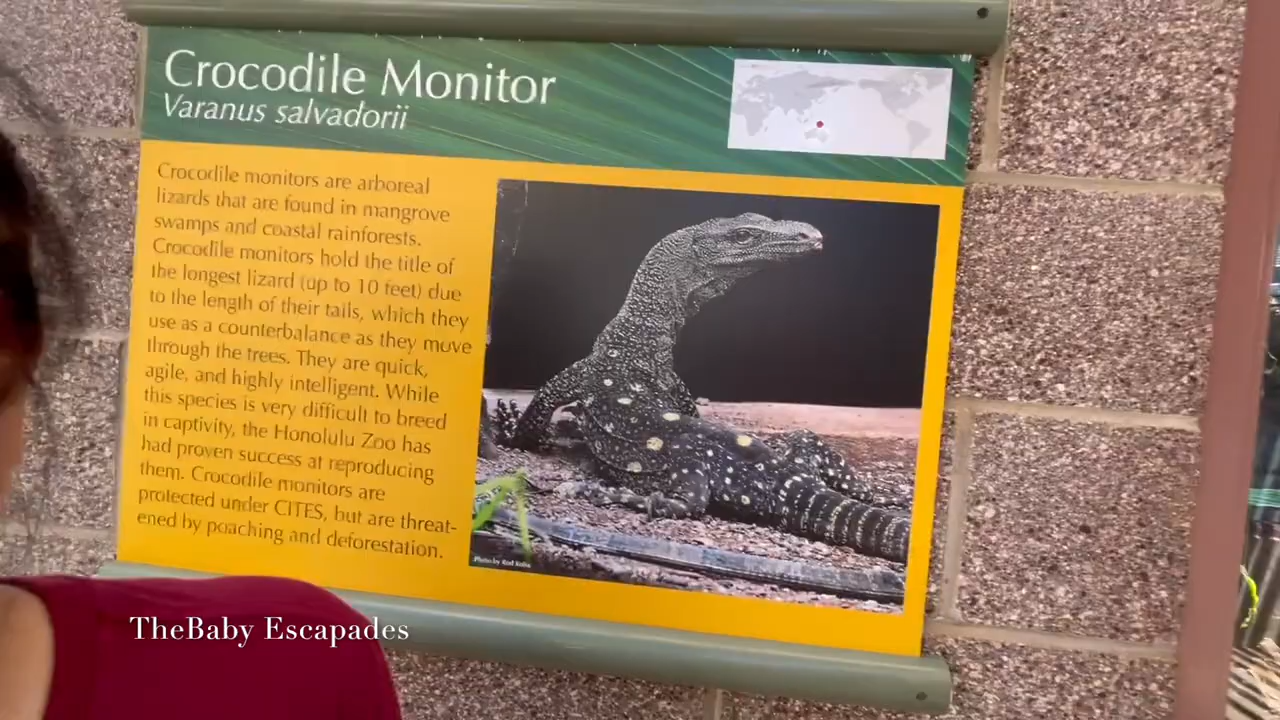 Crocodile Monitor
Varanus salvadorii
Crocodile monitors are arboreal
lizards that are found in mangrove
swamps and coastal rainforests.
Crocodile monitors hold the title of
the longest lizard (up to 10 feet) due
to the length of their tails, which they
use as a counterbalance as they move
through the trees. They are quick,
agile, and highly intelligent. While
this species is very difficult to breed
in captivity, the Honolulu Zoo has
had proven success at reproducing
them. Crocodile monitors are
protected under CITES, but are threat-
ened by poaching and deforestation.
Photo by Rod Kuba
TheBaby Escapades